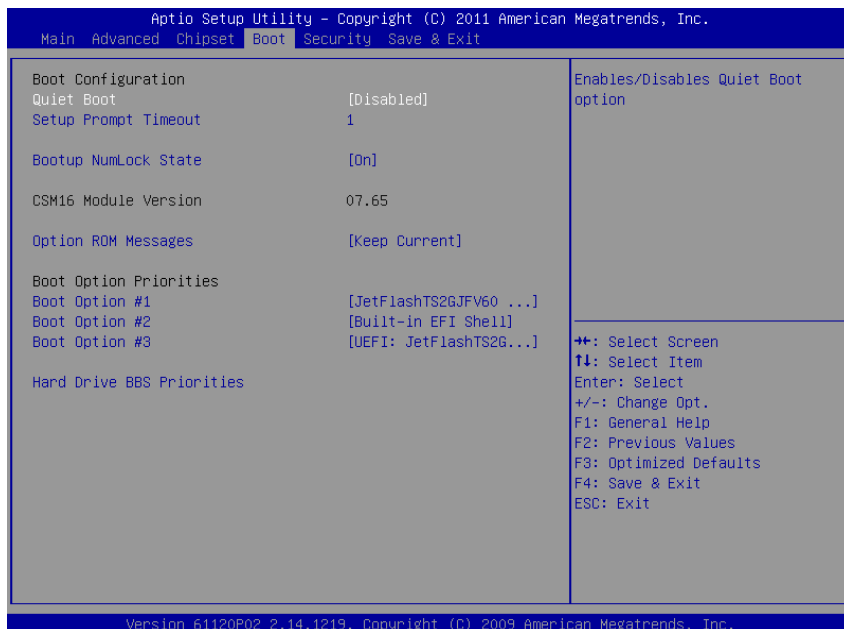 Aptio Setup Utility – Copyright (C) 2011 American Megatrends, Inc.
Main Advanced Chipset Boot Security Save & Exit
Boot Configuration
Quiet Boot [Disabled]
Setup Prompt Timeout 1
Bootup NumLock State [On]
CSM16 Module Version 07.65
Option ROM Messages [Keep Current]
Boot Option Priorities
Boot Option #1 [JetFlashTS2GJFV60 ...]
Boot Option #2 [Built-in EFI Shell]
Boot Option #3 [UEFI: JetFlashTS2G...]
Hard Drive BBS Priorities
Enables/Disables Quiet Boot
option
→←: Select Screen
↑↓: Select Item
Enter: Select
+/-: Change Opt.
F1: General Help
F2: Previous Values
F3: Optimized Defaults
F4: Save & Exit
ESC: Exit
Version 61120P02 2.14.1219. Copyright (C) 2009 American Megatrends, Inc.